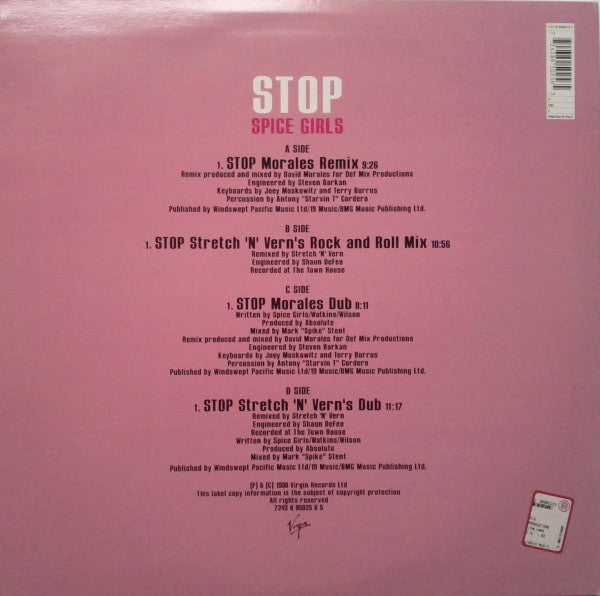 STOP
SPICE GIRLS
A SIDE
1. STOP Morales Remix 9:26
Remix produced and mixed by David Morales for Def Mix Productions
Engineered by Steven Barkan
Keyboards by Joey Moskowitz and Terry Burrus
Percussion by Antony "Starvin T" Cordero
Published by Windswept Pacific Music Ltd/19 Music/BMG Music Publishing Ltd.
B SIDE
1. STOP Stretch 'N' Vern's Rock and Roll Mix 10:56
Remixed by Stretch 'N' Vern
Engineered by Shaun DeFeo
Recorded at The Town House
C SIDE
1. STOP Morales Dub 8:11
Written by Spice Girls/Watkins/Wilson
Produced by Absolute
Mixed by Mark "Spike" Stent
Remix produced and mixed by David Morales for Def Mix Productions
Engineered by Steven Barkan
Keyboards by Joey Moskowitz and Terry Burrus
Percussion by Antony "Starvin T" Cordero
Published by Windswept Pacific Music Ltd/19 Music/BMG Music Publishing Ltd.
D SIDE
1. STOP Stretch 'N' Vern's Dub 11:17
Remixed by Stretch 'N' Vern
Engineered by Shaun DeFeo
Recorded at The Town House
Written by Spice Girls/Watkins/Wilson
Produced by Absolute
Mixed by Mark "Spike" Stent
Published by Windswept Pacific Music Ltd/19 Music/BMG Music Publishing Ltd.
[P] & [C] 1998 Virgin Records Ltd
This label copy information is the subject of copyright protection
All rights reserved
7243 8 95025 6 5
Virgin